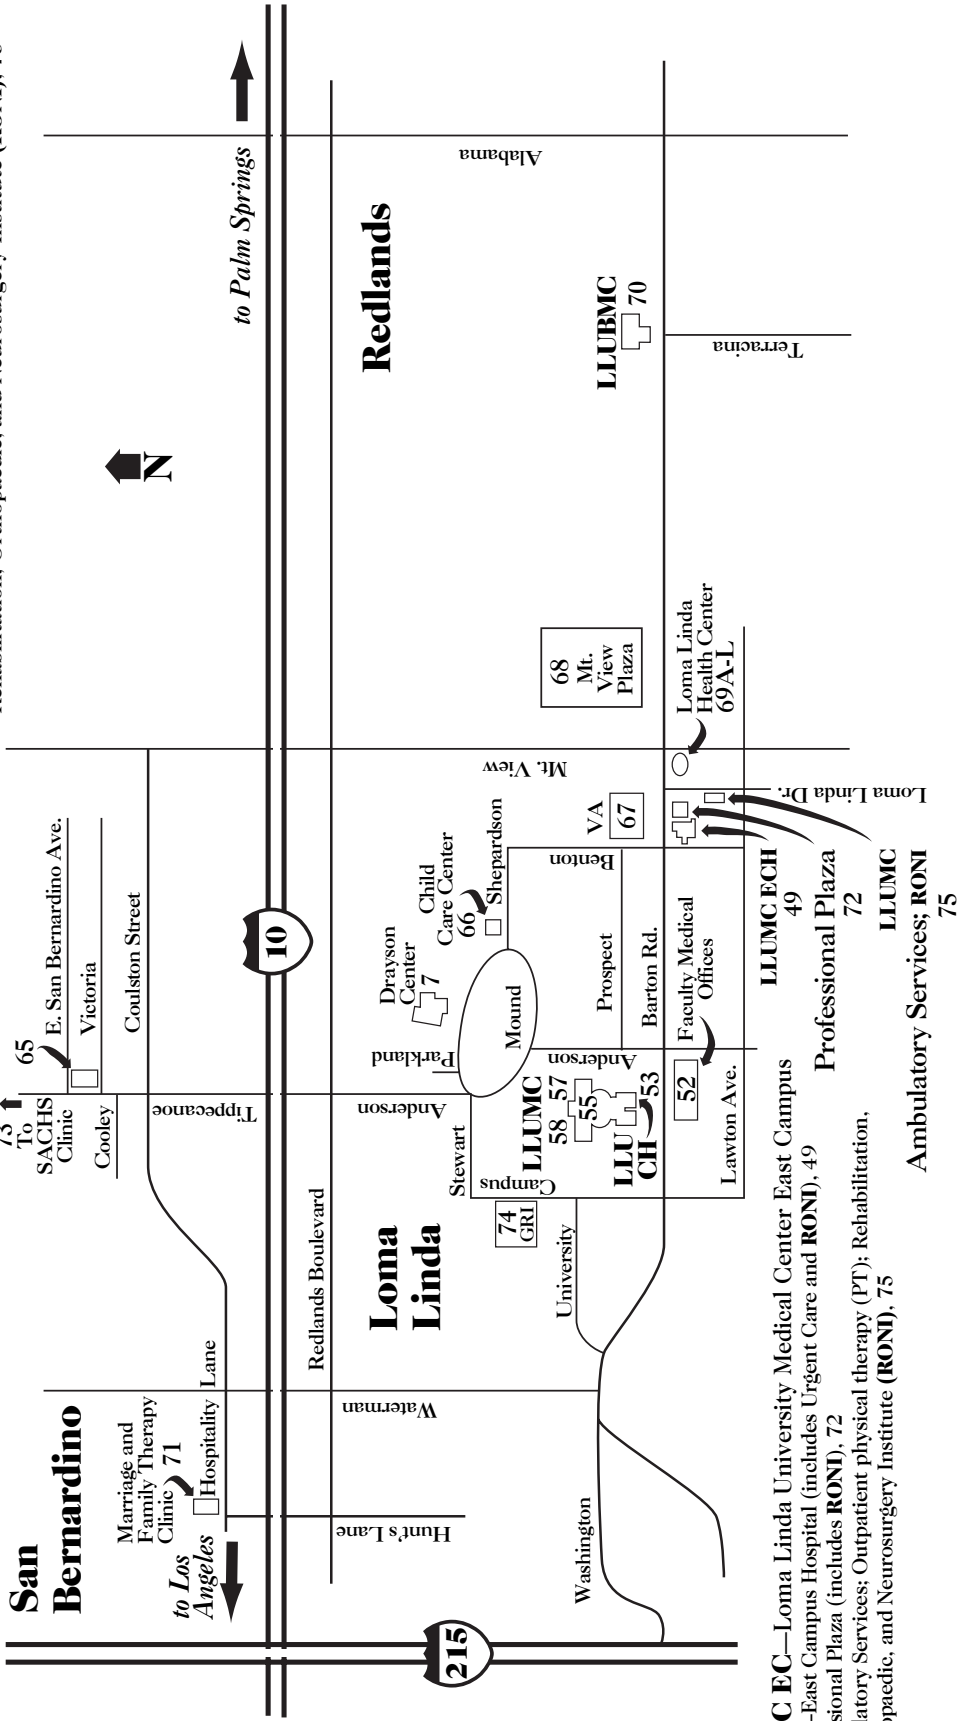 San
Bernardino
to Los
Angeles
Marriage and
Family Therapy
Clinic 71
Hospitality Lane
Hunt's Lane
Waterman
Redlands Boulevard
215
10
73
To
SACHS
Clinic
65
E. San Bernardino Ave.
Victoria
Cooley
Coulston Street
Tippecanoe
N
to Palm Springs
Redlands
Alabama
Loma
Linda
Anderson
Parkland
Stewart
Campus
Drayson
Center
7
Child
Care Center
66
Shepardson
Mound
Mt. View
74
GRI
University
LLUMC
58 57
55
LLU
CH
53
Anderson
Prospect
Benton
VA
67
68
Mt.
View
Plaza
LLUBMC
70
Terracina
Barton Rd.
Washington
52
Faculty Medical
Offices
Lawton Ave.
Loma Linda
Health Center
69A-L
Loma Linda Dr.
LLUMC ECH
49
Professional Plaza
72
LLUMC
Ambulatory Services; RONI
75
EC—Loma Linda University Medical Center East Campus
East Campus Hospital (includes Urgent Care and RONI), 49
Plaza (includes RONI), 72
Services; Outpatient physical therapy (PT); Rehabilitation,
and Neurosurgery Institute (RONI), 75